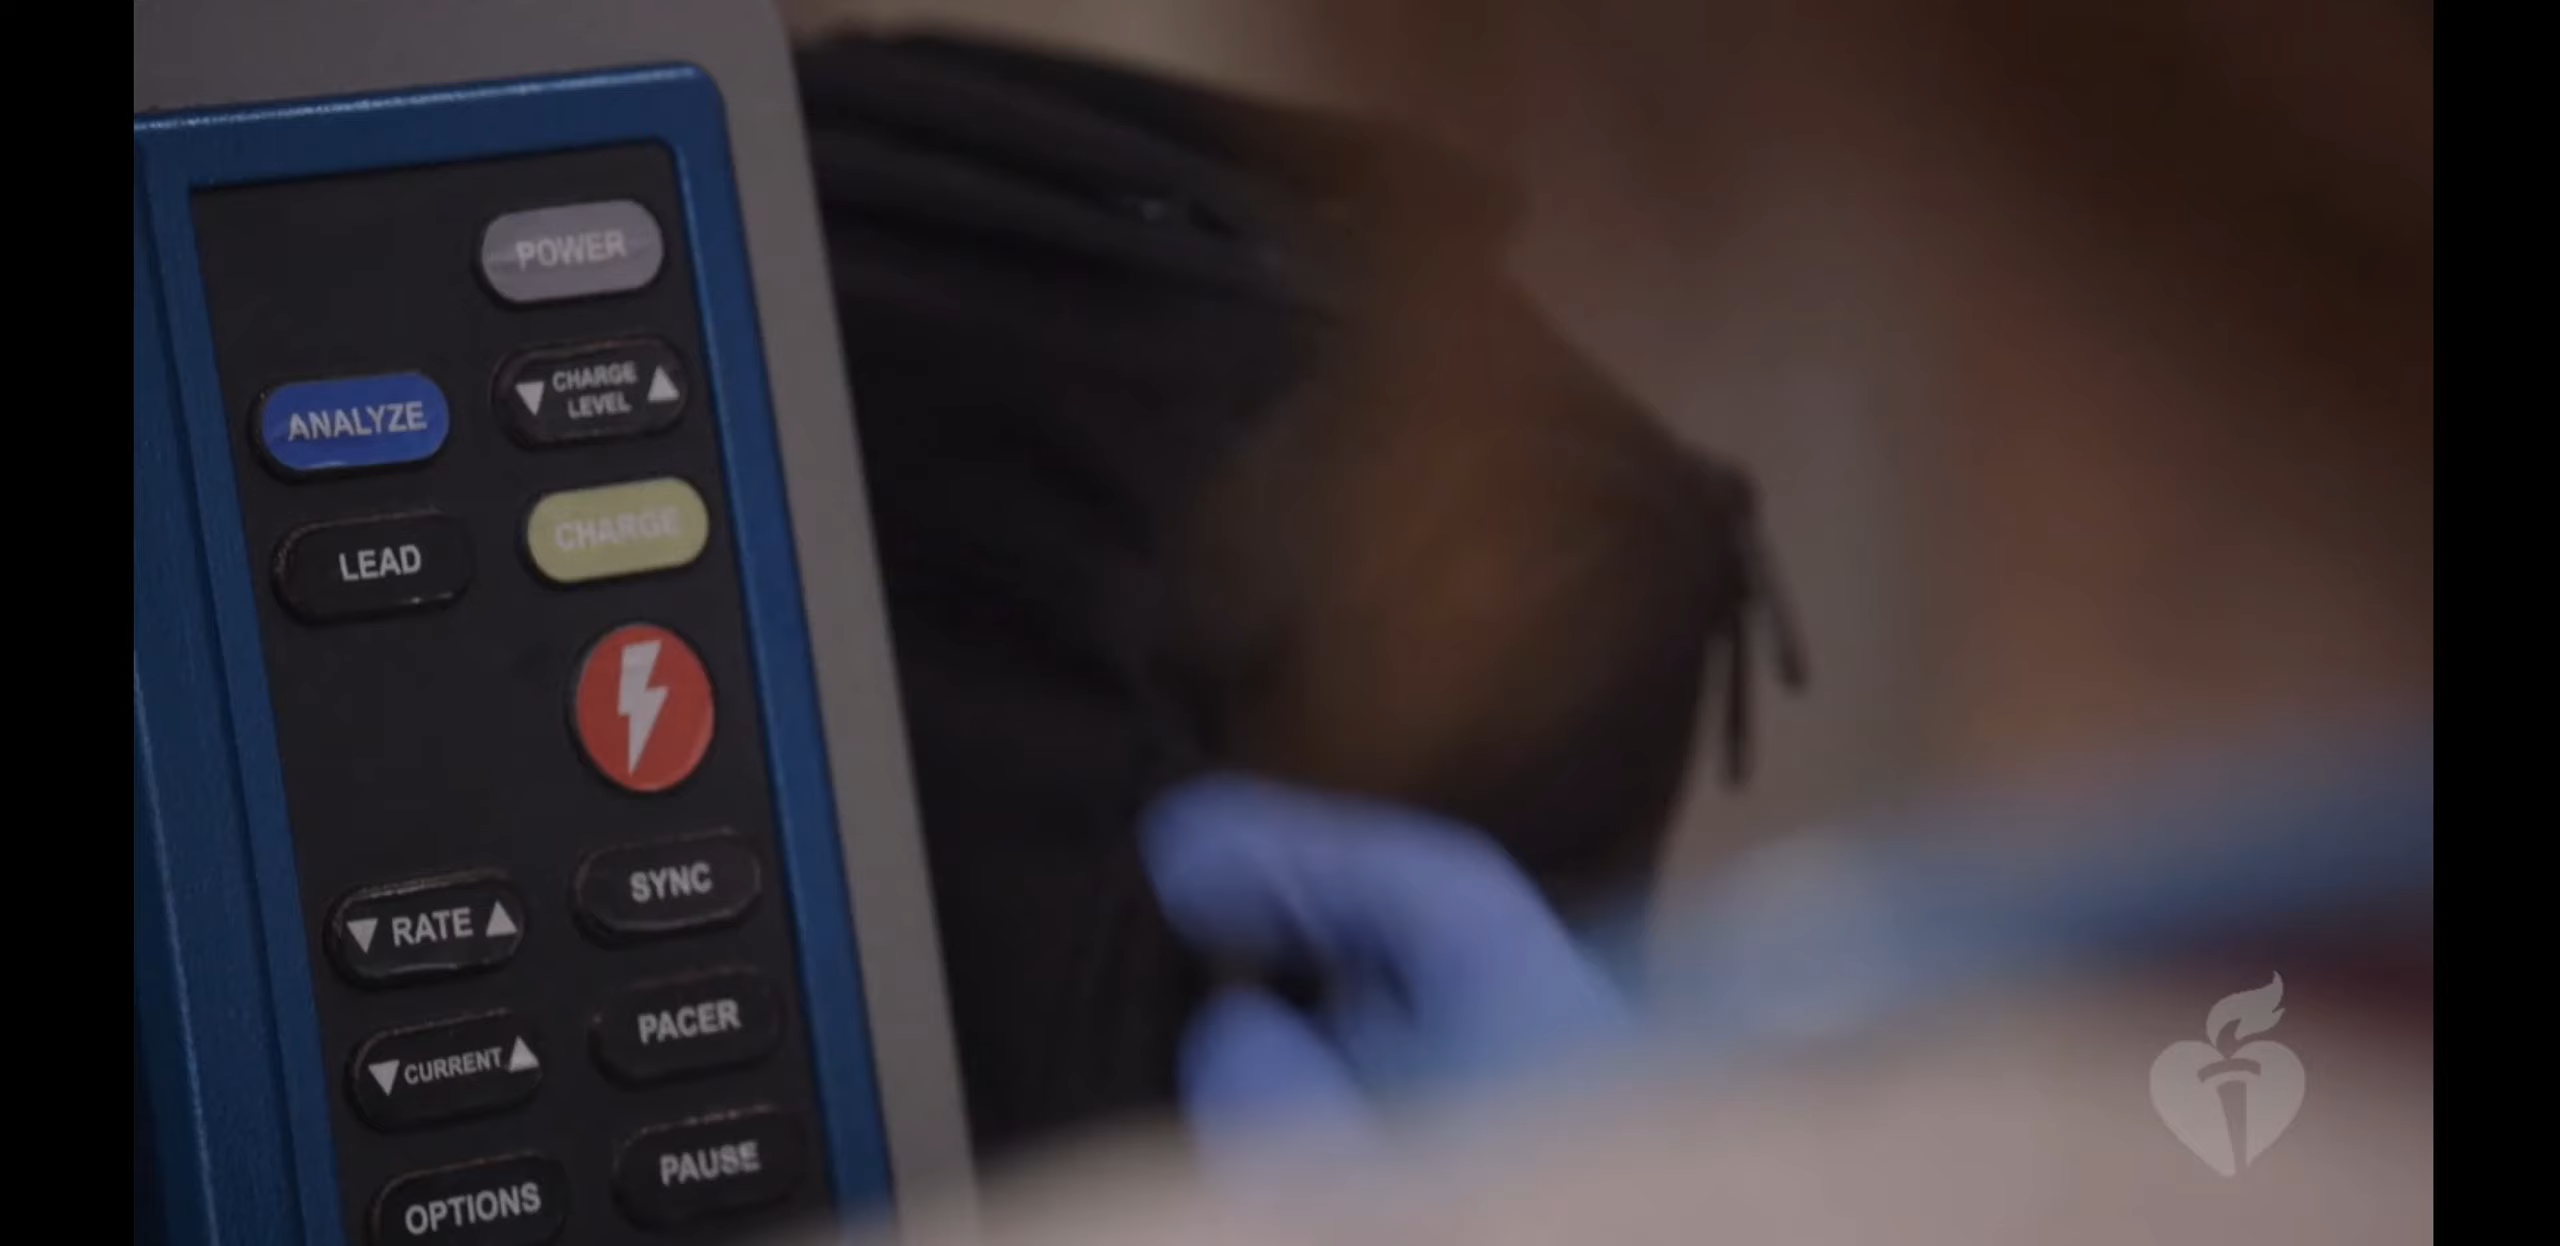 POWER
▼ CHARGE LEVEL ▲
ANALYZE
CHARGE
LEAD
SYNC
▼ RATE ▲
PACER
▼ CURRENT ▲
PAUSE
OPTIONS